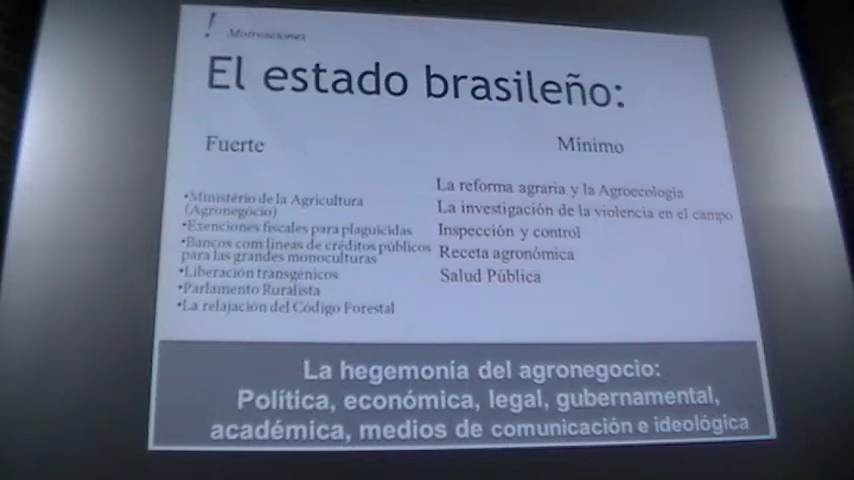 ! Motivaciones
El estado brasileño:
Fuerte
Mínimo
•Ministério de la Agricultura
(Agronegocio)
•Exenciones fiscales para plaguicidas
•Bancos com lineas de créditos públicos
para las grandes monoculturas
•Liberación transgénicos
•Parlamento Ruralista
•La relajación del Código Forestal
La reforma agraria y la Agroecología
La investigación de la violencia en el campo
Inspección y control
Receta agronómica
Salud Pública
La hegemonía del agronegocio:
Política, económica, legal, gubernamental,
académica, medios de comunicación e ideológica